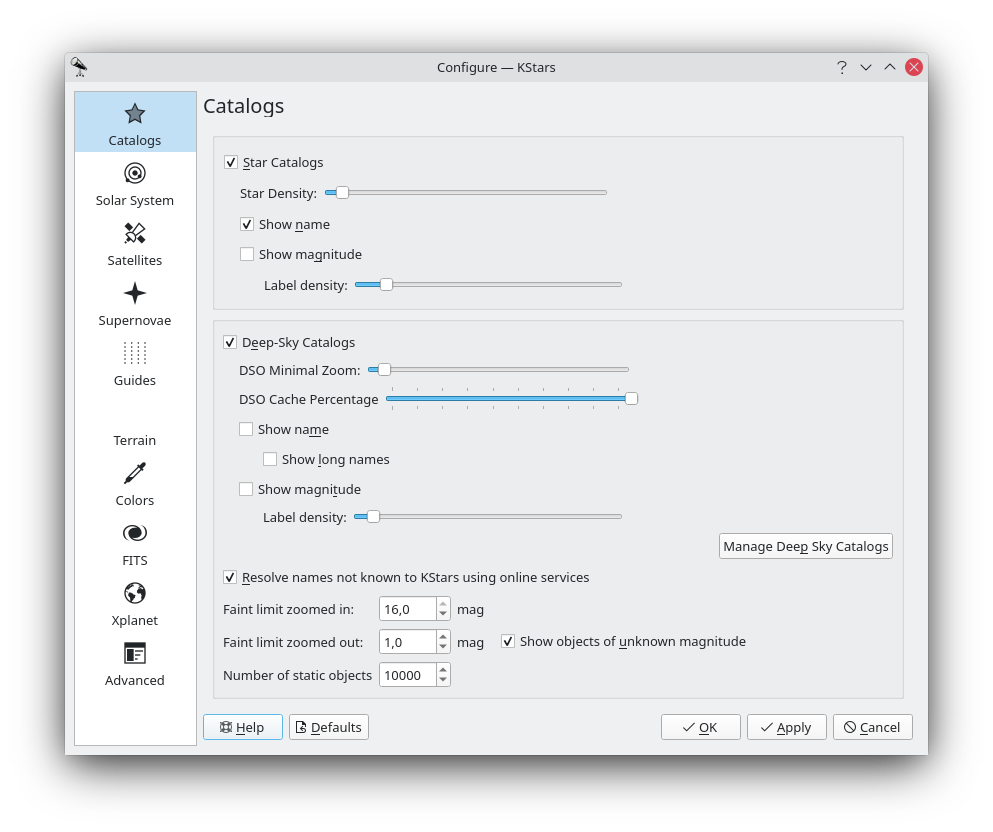 Configure — KStars
Catalogs
Solar System
Satellites
Supernovae
Guides
Terrain
Colors
FITS
Xplanet
Advanced
Catalogs
Star Catalogs
Star Density:
Show name
Show magnitude
Label density:
Deep-Sky Catalogs
DSO Minimal Zoom:
DSO Cache Percentage
Show name
Show long names
Show magnitude
Label density:
Manage Deep Sky Catalogs
Resolve names not known to KStars using online services
Faint limit zoomed in: 16,0 mag
Faint limit zoomed out: 1,0 mag Show objects of unknown magnitude
Number of static objects 10000
Help Defaults OK Apply Cancel